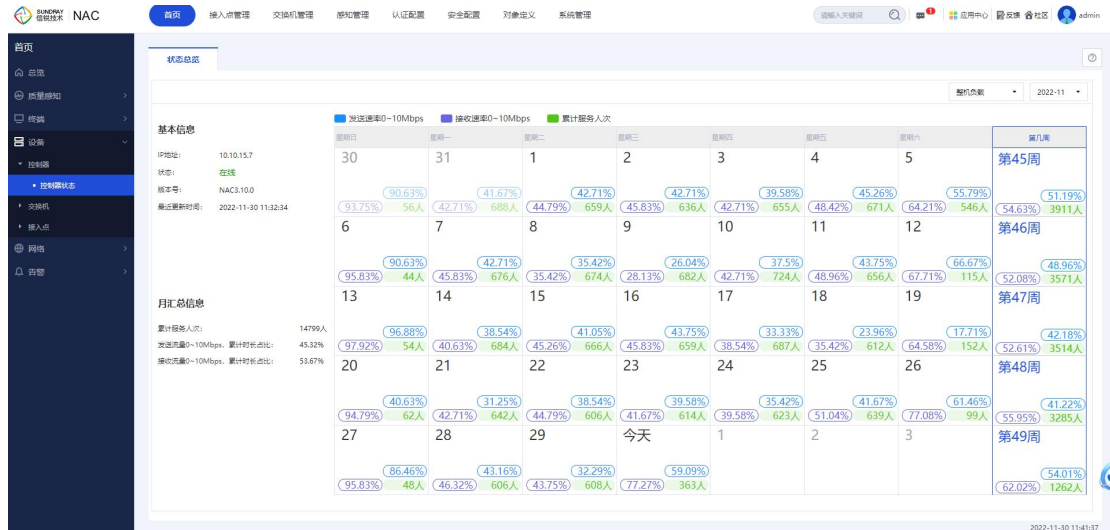 SUNDRAY
信锐技术 NAC 首页 接入点管理 交换机管理 感知管理 认证配置 安全配置 对象定义 系统管理 请输入关键词 1 应用中心 反馈 社区 admin
首页
总览
质量感知
终端
设备
控制器
控制器状态
交换机
接入点
网络
告警
状态总览
整机负载 2022-11
基本信息
IP地址: 10.10.15.7
状态: 在线
版本号: NAC3.10.0
最近更新时间: 2022-11-30 11:32:34
月汇总信息
累计服务人次: 14799人
发送流量0~10Mbps，累计时长占比: 45.32%
接收流量0~10Mbps，累计时长占比: 53.67%
发送速率0~10Mbps 接收速率0~10Mbps 累计服务人次
星期日 星期一 星期二 星期三 星期四 星期五 星期六 第几周
30 31 1 2 3 4 5 第45周
90.63% 41.67% 42.71% 42.71% 39.58% 45.26% 55.79% 51.19%
93.75% 56人 42.71% 688人 44.79% 659人 45.83% 636人 42.71% 655人 48.42% 671人 64.21% 546人 54.63% 3911人
6 7 8 9 10 11 12 第46周
90.63% 42.71% 35.42% 26.04% 37.5% 43.75% 66.67% 48.96%
95.83% 44人 45.83% 676人 35.42% 674人 28.13% 682人 42.71% 724人 48.96% 656人 67.71% 115人 52.08% 3571人
13 14 15 16 17 18 19 第47周
96.88% 38.54% 41.05% 43.75% 33.33% 23.96% 17.71% 42.18%
97.92% 54人 40.63% 684人 45.26% 666人 45.83% 659人 38.54% 687人 35.42% 612人 64.58% 152人 52.61% 3514人
20 21 22 23 24 25 26 第48周
40.63% 31.25% 38.54% 39.58% 35.42% 41.67% 61.46% 41.22%
94.79% 62人 42.71% 642人 44.79% 606人 41.67% 614人 39.58% 623人 51.04% 639人 77.08% 99人 55.95% 3285人
27 28 29 今天 1 2 3 第49周
86.46% 43.16% 32.29% 59.09% 54.01%
95.83% 48人 46.32% 606人 43.75% 608人 77.27% 363人 62.02% 1262人
2022-11-30 11:41:37